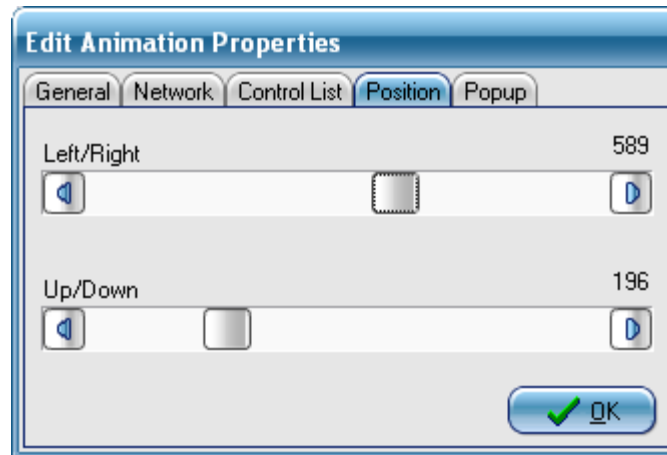 Edit Animation Properties
General Network Control List Position Popup
Left/Right 589
Up/Down 196
OK